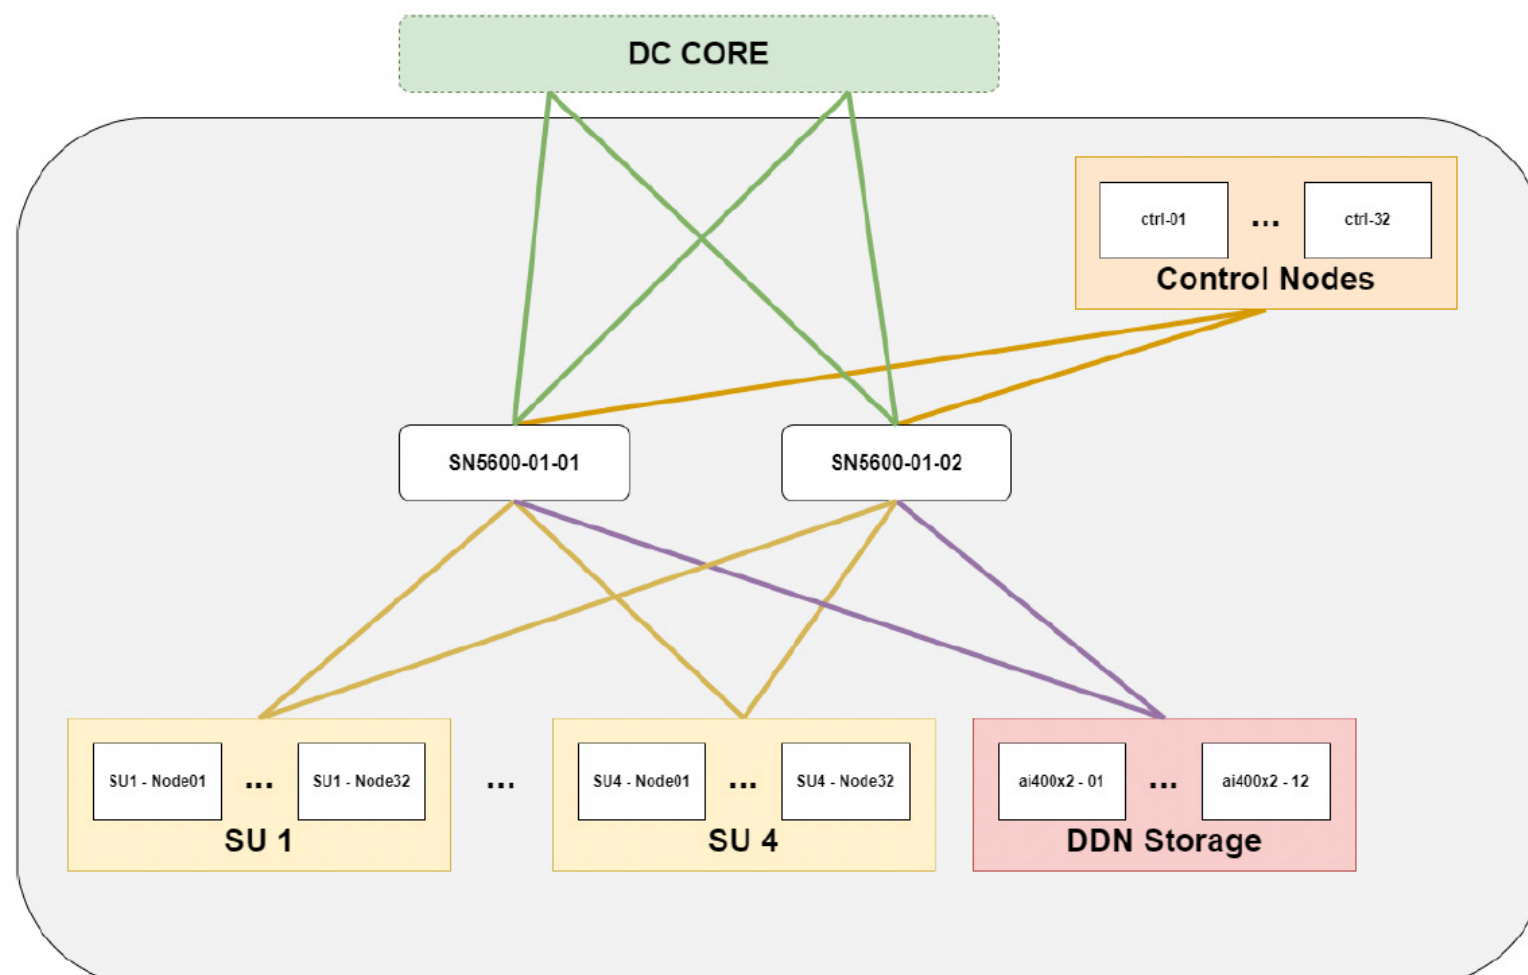 DC CORE
ctrl-01
...
ctrl-32
Control Nodes
SN5600-01-01
SN5600-01-02
SU1 - Node01
...
SU1 - Node32
SU 1
...
SU4 - Node01
...
SU4 - Node32
SU 4
ai400x2 - 01
...
ai400x2 - 12
DDN Storage